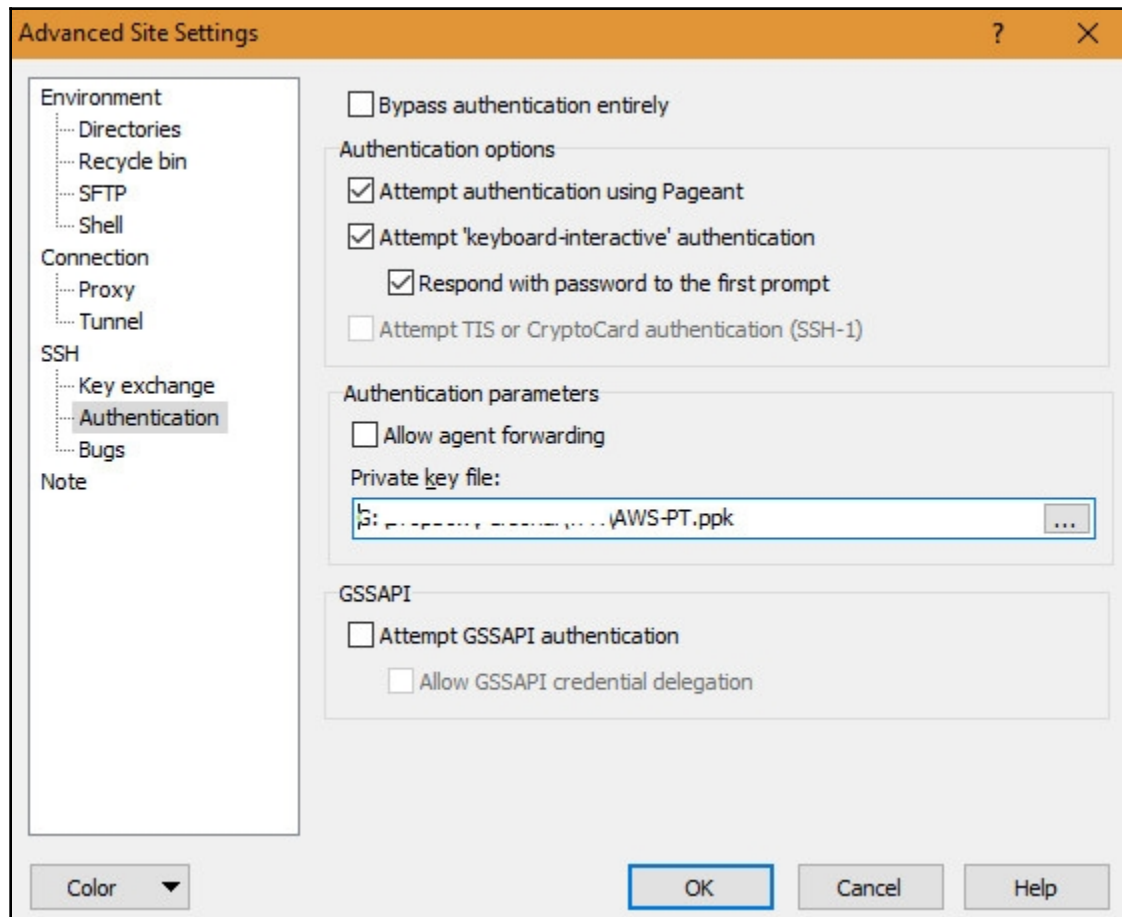 Advanced Site Settings
?
Environment
Directories
Recycle bin
SFTP
Shell
Connection
Proxy
Tunnel
SSH
Key exchange
Authentication
Bugs
Note
Bypass authentication entirely
Authentication options
Attempt authentication using Pageant
Attempt 'keyboard-interactive' authentication
Respond with password to the first prompt
Attempt TIS or CryptoCard authentication (SSH-1)
Authentication parameters
Allow agent forwarding
Private key file:
G: \AWS-PT.ppk
...
GSSAPI
Attempt GSSAPI authentication
Allow GSSAPI credential delegation
Color
OK
Cancel
Help